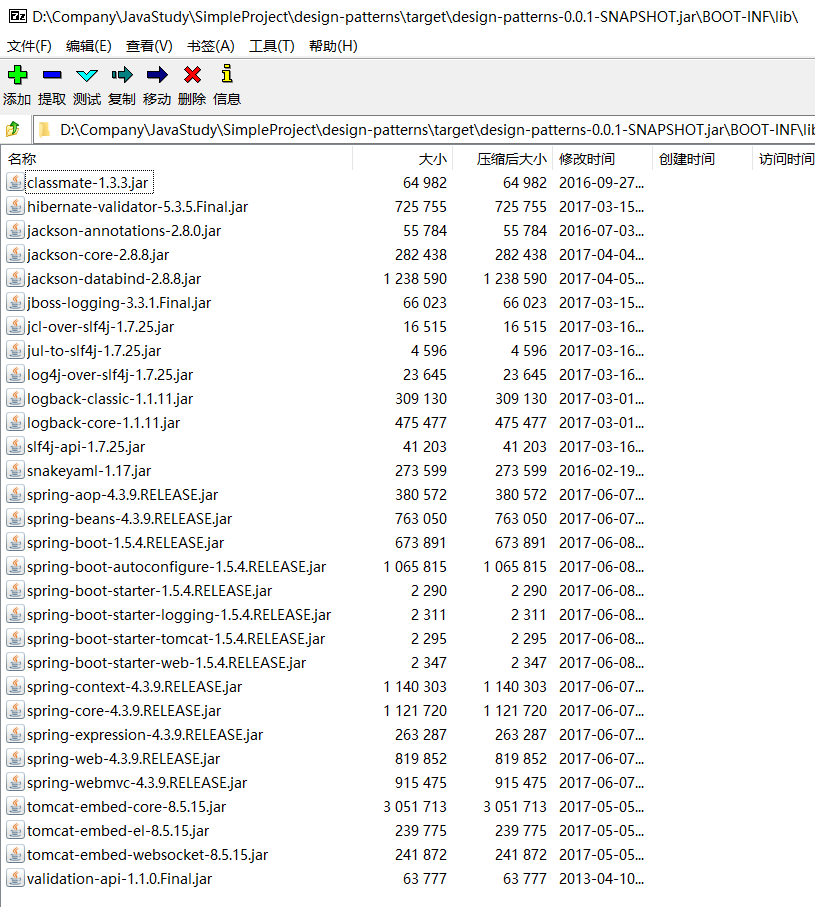 D:\Company\JavaStudy\SimpleProject\design-patterns\target\design-patterns-0.0.1-SNAPSHOT.jar\BOOT-INF\lib\
文件(F) 编辑(E) 查看(V) 书签(A) 工具(T) 帮助(H)
添加 提取 测试 复制 移动 删除 信息
D:\Company\JavaStudy\SimpleProject\design-patterns\target\design-patterns-0.0.1-SNAPSHOT.jar\BOOT-INF\lib
名称 大小 压缩后大小 修改时间 创建时间 访问时间
classmate-1.3.3.jar 64 982 64 982 2016-09-27...
hibernate-validator-5.3.5.Final.jar 725 755 725 755 2017-03-15...
jackson-annotations-2.8.0.jar 55 784 55 784 2016-07-03...
jackson-core-2.8.8.jar 282 438 282 438 2017-04-04...
jackson-databind-2.8.8.jar 1 238 590 1 238 590 2017-04-05...
jboss-logging-3.3.1.Final.jar 66 023 66 023 2017-03-15...
jcl-over-slf4j-1.7.25.jar 16 515 16 515 2017-03-16...
jul-to-slf4j-1.7.25.jar 4 596 4 596 2017-03-16...
log4j-over-slf4j-1.7.25.jar 23 645 23 645 2017-03-16...
logback-classic-1.1.11.jar 309 130 309 130 2017-03-01...
logback-core-1.1.11.jar 475 477 475 477 2017-03-01...
slf4j-api-1.7.25.jar 41 203 41 203 2017-03-16...
snakeyaml-1.17.jar 273 599 273 599 2016-02-19...
spring-aop-4.3.9.RELEASE.jar 380 572 380 572 2017-06-07...
spring-beans-4.3.9.RELEASE.jar 763 050 763 050 2017-06-07...
spring-boot-1.5.4.RELEASE.jar 673 891 673 891 2017-06-08...
spring-boot-autoconfigure-1.5.4.RELEASE.jar 1 065 815 1 065 815 2017-06-08...
spring-boot-starter-1.5.4.RELEASE.jar 2 290 2 290 2017-06-08...
spring-boot-starter-logging-1.5.4.RELEASE.jar 2 311 2 311 2017-06-08...
spring-boot-starter-tomcat-1.5.4.RELEASE.jar 2 295 2 295 2017-06-08...
spring-boot-starter-web-1.5.4.RELEASE.jar 2 347 2 347 2017-06-08...
spring-context-4.3.9.RELEASE.jar 1 140 303 1 140 303 2017-06-07...
spring-core-4.3.9.RELEASE.jar 1 121 720 1 121 720 2017-06-07...
spring-expression-4.3.9.RELEASE.jar 263 287 263 287 2017-06-07...
spring-web-4.3.9.RELEASE.jar 819 852 819 852 2017-06-07...
spring-webmvc-4.3.9.RELEASE.jar 915 475 915 475 2017-06-07...
tomcat-embed-core-8.5.15.jar 3 051 713 3 051 713 2017-05-05...
tomcat-embed-el-8.5.15.jar 239 775 239 775 2017-05-05...
tomcat-embed-websocket-8.5.15.jar 241 872 241 872 2017-05-05...
validation-api-1.1.0.Final.jar 63 777 63 777 2013-04-10...